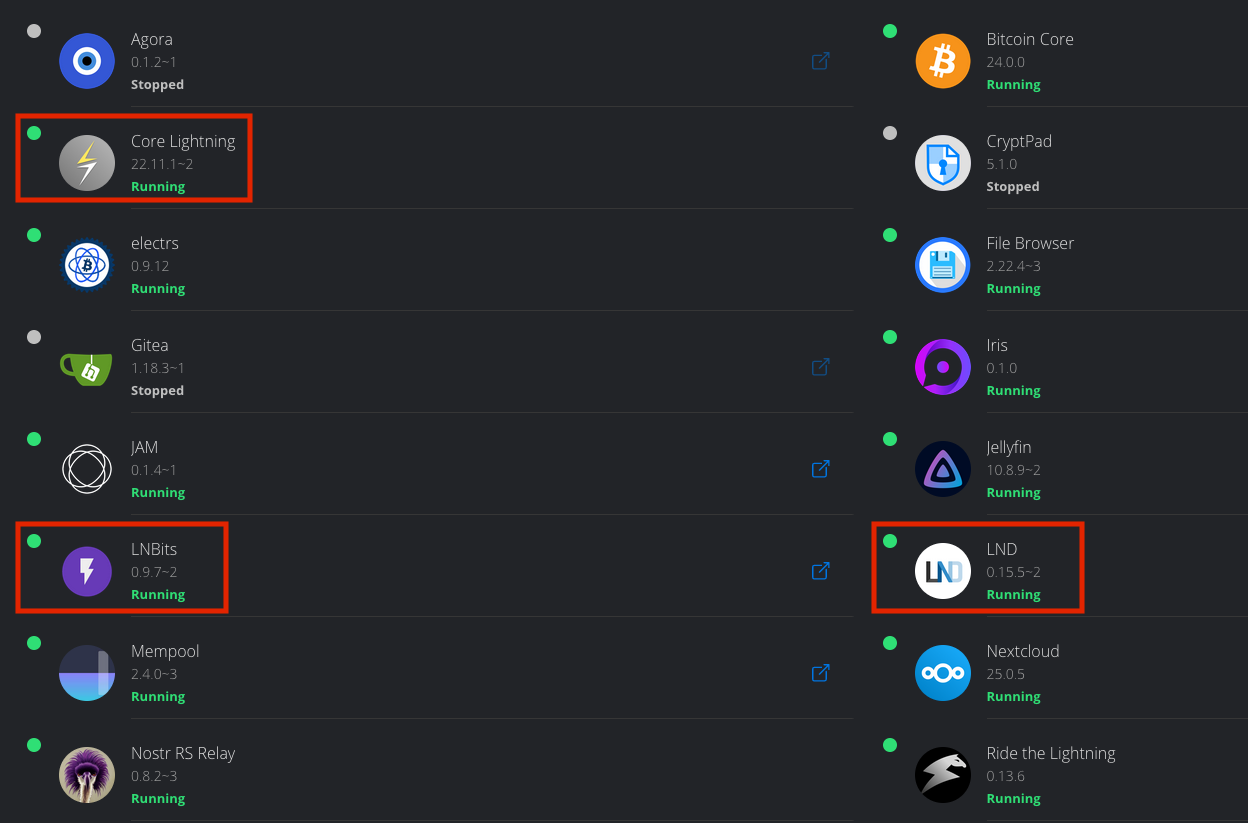 Agora
0.1.2~1
Stopped
Bitcoin Core
24.0.0
Running
Core Lightning
22.11.1~2
Running
CryptPad
5.1.0
Stopped
electrs
0.9.12
Running
File Browser
2.22.4~3
Running
Gitea
1.18.3~1
Stopped
Iris
0.1.0
Running
JAM
0.1.4~1
Running
Jellyfin
10.8.9~2
Running
LNBits
0.9.7~2
Running
LND
LND
0.15.5~2
Running
Mempool
2.4.0~3
Running
Nextcloud
25.0.5
Running
Nostr RS Relay
0.8.2~3
Running
Ride the Lightning
0.13.6
Running